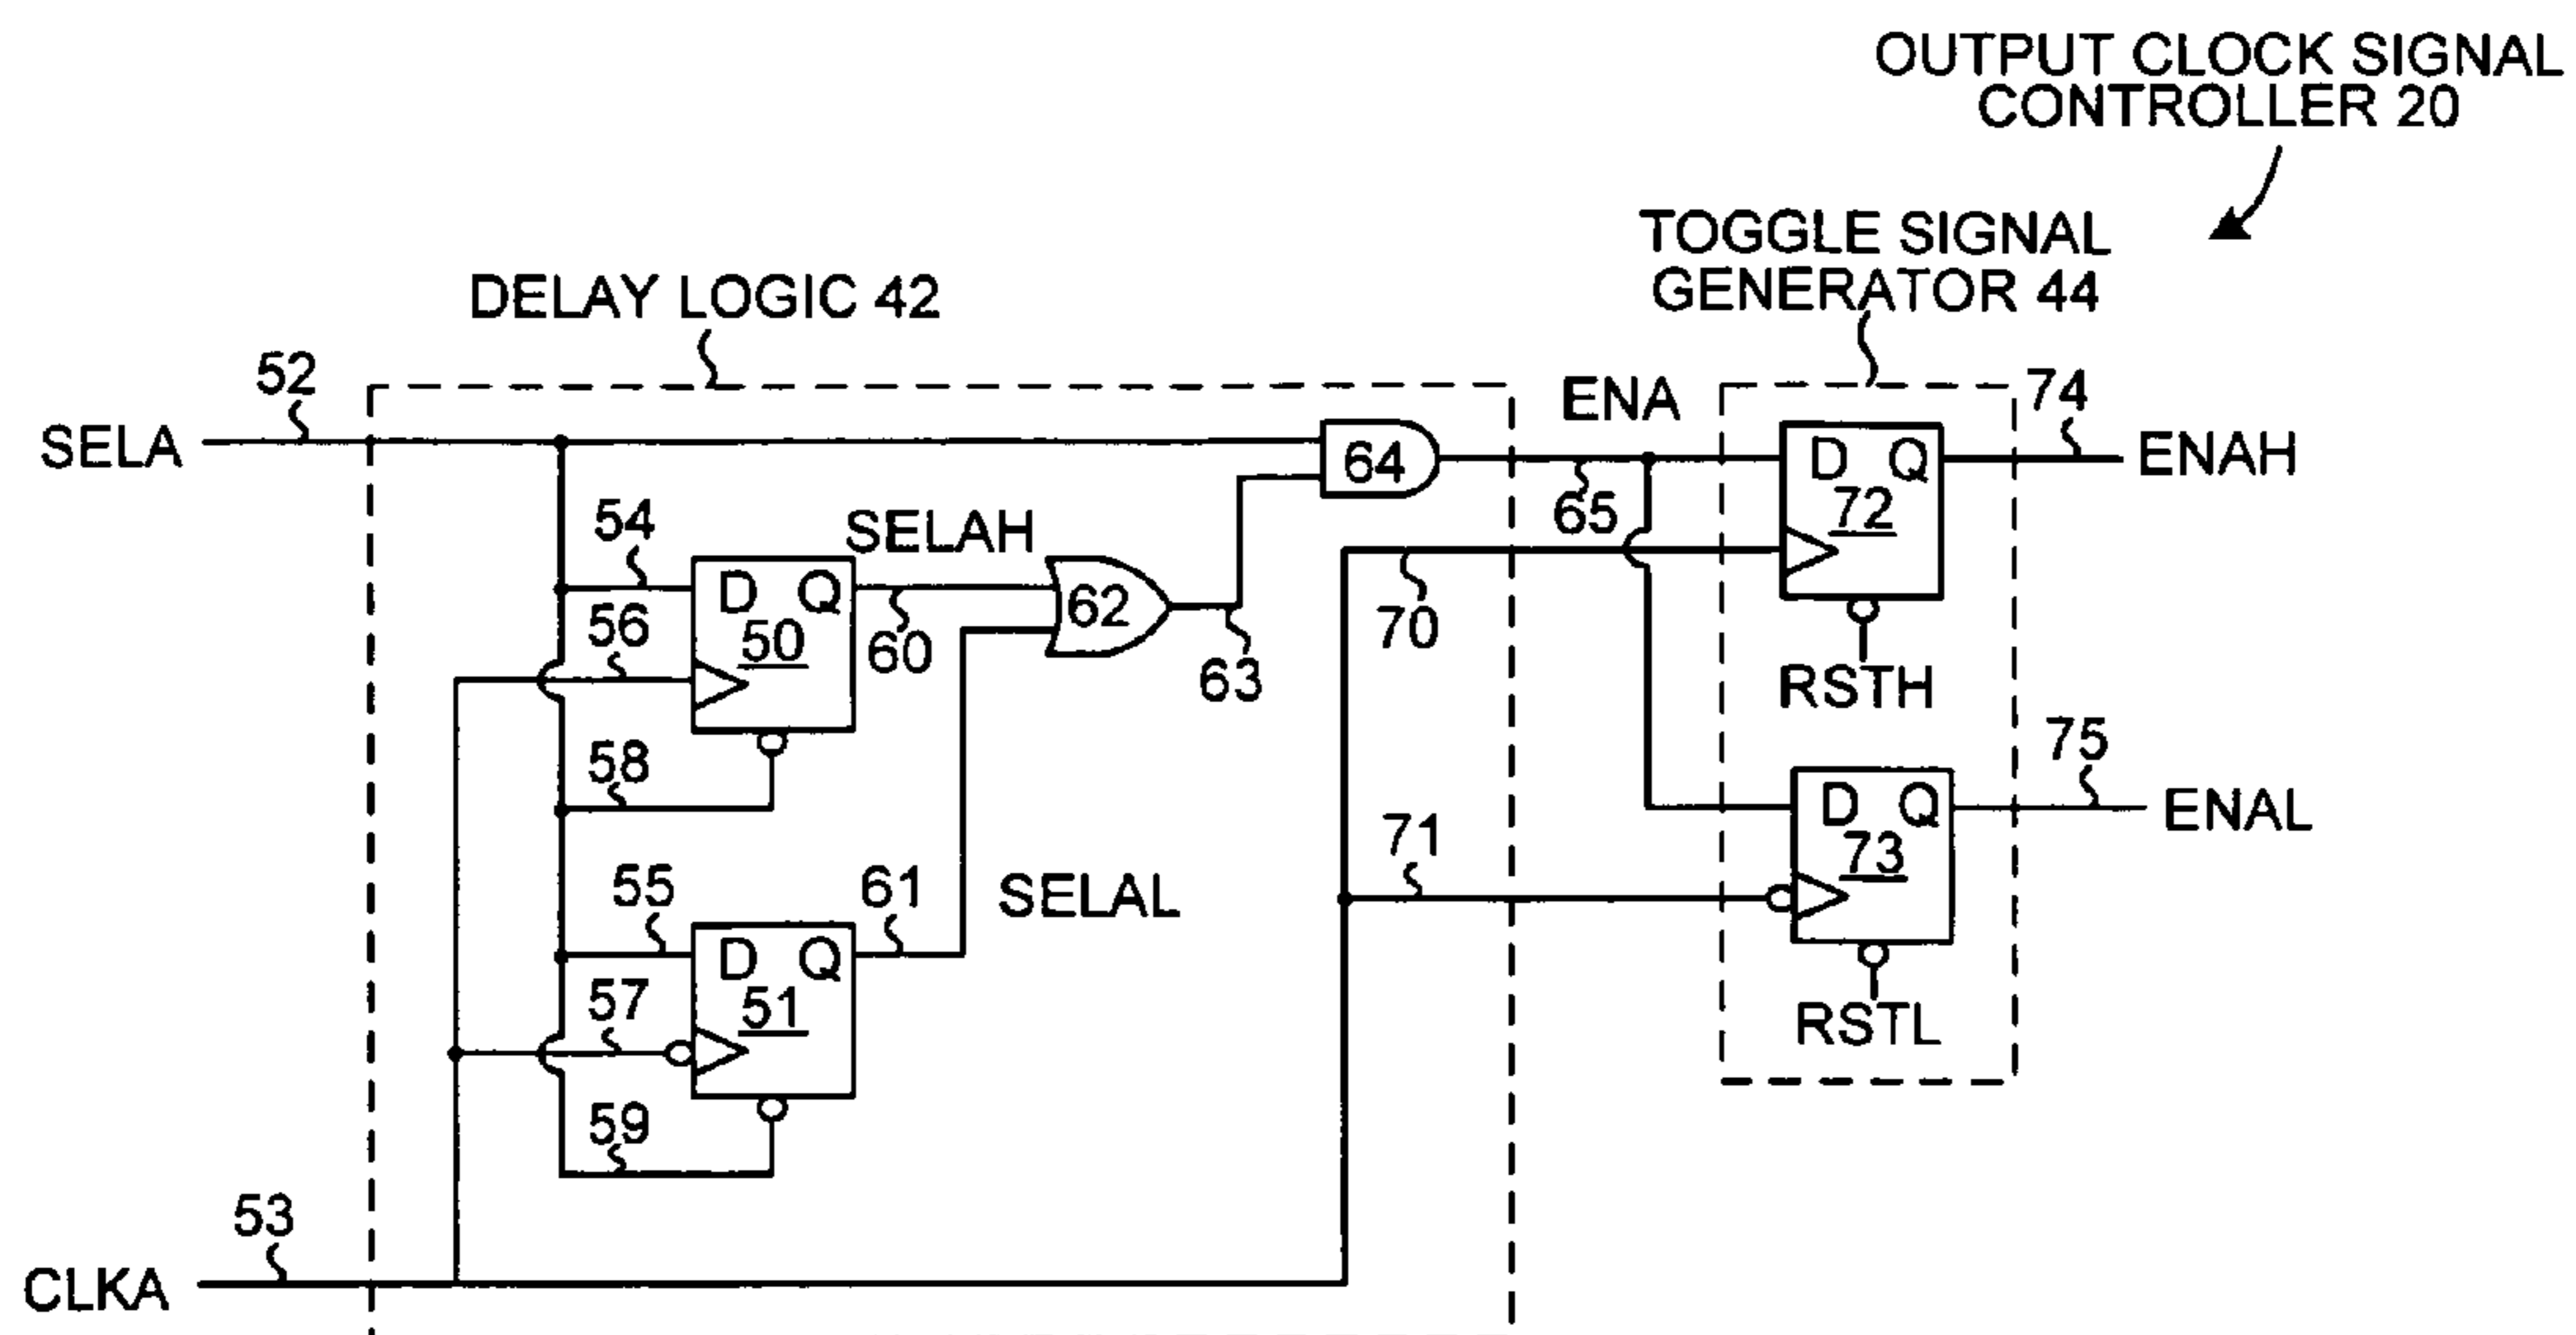 OUTPUT CLOCK SIGNAL
CONTROLLER 20
TOGGLE SIGNAL
GENERATOR 44
DELAY LOGIC 42
52
SELA
ENA
74
64
D Q
72
ENAH
65
54
SELAH
56
D Q
50
60
62
63
70
RSTH
58
75
71
D Q
73
ENAL
55
61
SELAL
57
D Q
51
RSTL
59
53
CLKA